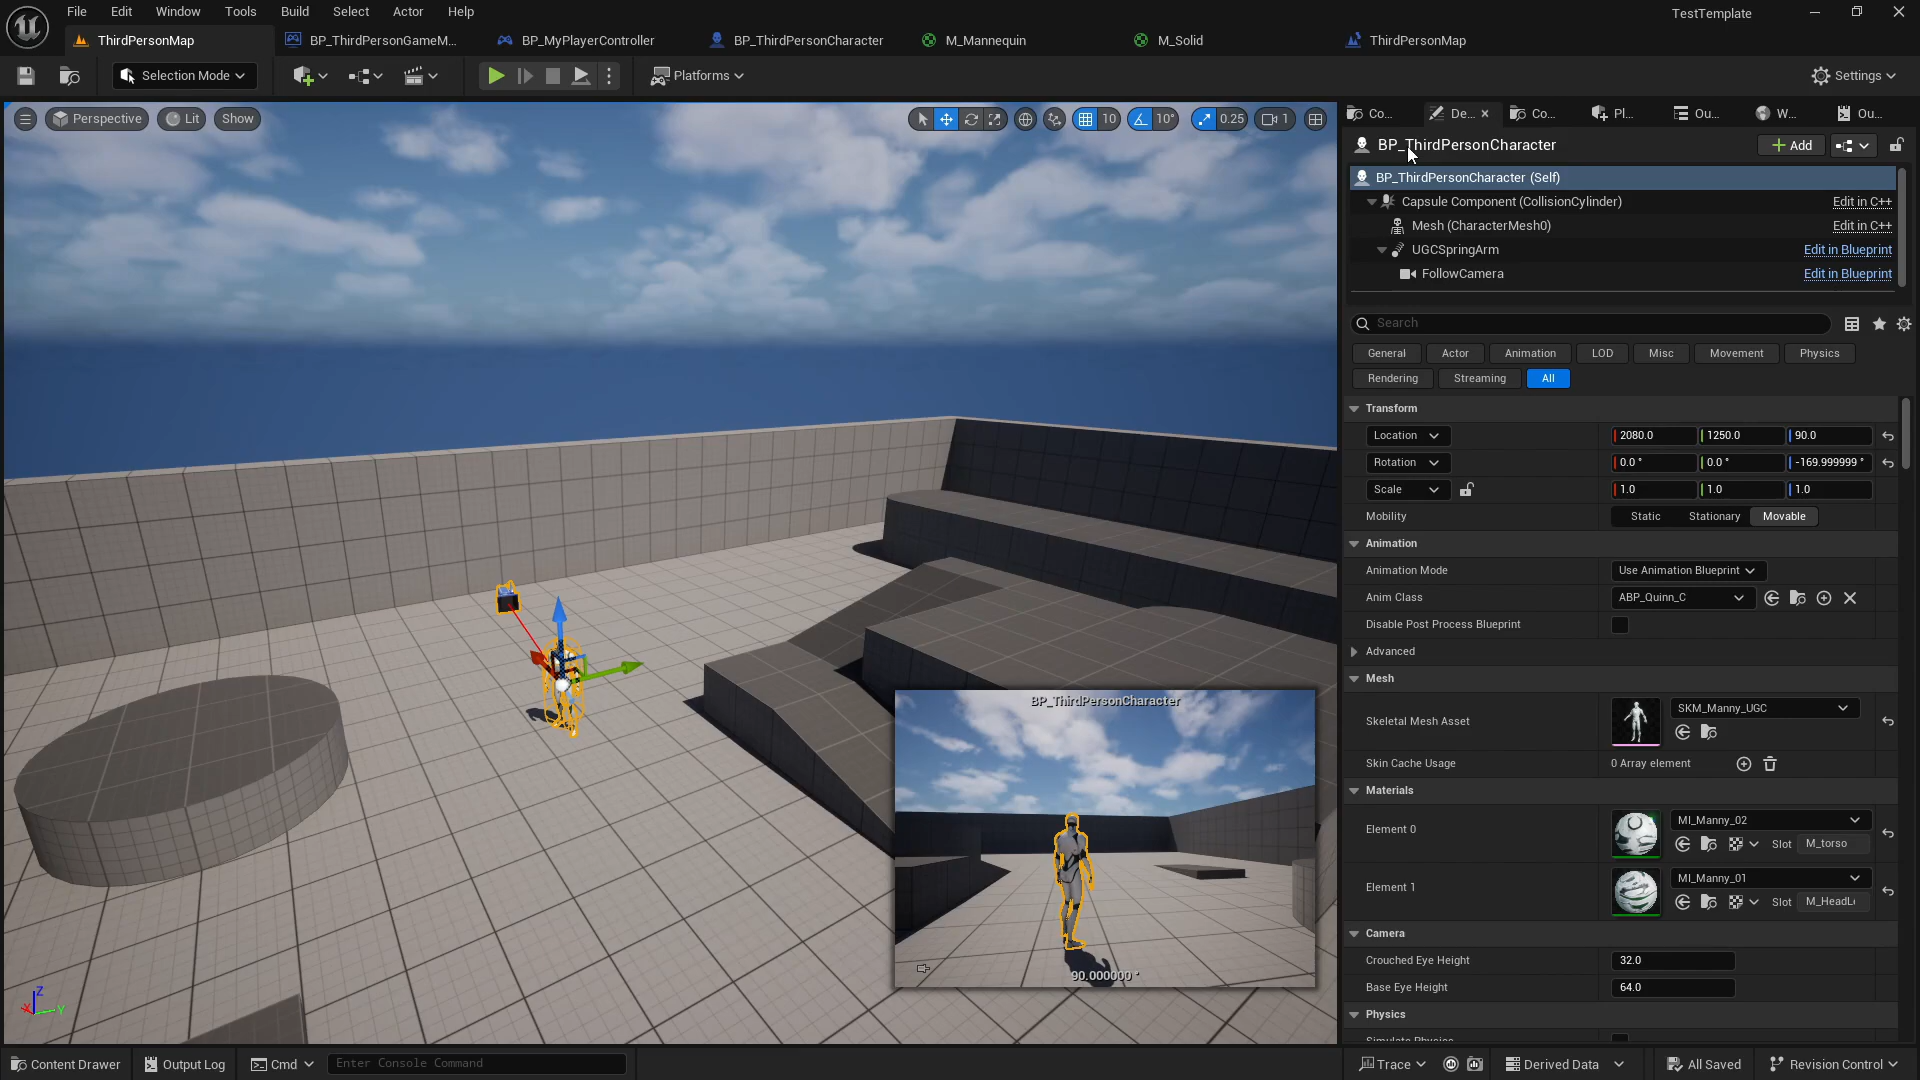 File Edit Window Tools Build Select Actor Help
TestTemplate
ThirdPersonMap BP_ThirdPersonGameM... BP_MyPlayerController BP_ThirdPersonCharacter M_Mannequin M_Solid ThirdPersonMap
Selection Mode Platforms Settings
Perspective Lit Show 10 10° 0.25 1
Co... De... Co... Pl... Ou... W... Ou...
BP_ThirdPersonCharacter Add
BP_ThirdPersonCharacter (Self)
Capsule Component (CollisionCylinder) Edit in C++
Mesh (CharacterMesh0) Edit in C++
UGCSpringArm Edit in Blueprint
FollowCamera Edit in Blueprint
Search
General Actor Animation LOD Misc Movement Physics
Rendering Streaming All
Transform
Location 2080.0 1250.0 90.0
Rotation 0.0 ° 0.0 ° -169.999999 °
Scale 1.0 1.0 1.0
Mobility Static Stationary Movable
Animation
Animation Mode Use Animation Blueprint
Anim Class ABP_Quinn_C
Disable Post Process Blueprint
Advanced
Mesh
Skeletal Mesh Asset SKM_Manny_UGC
Skin Cache Usage 0 Array element
Materials
Element 0 MI_Manny_02
Slot M_torso
Element 1 MI_Manny_01
Slot M_HeadL
Camera
Crouched Eye Height 32.0
Base Eye Height 64.0
Physics
Simulate Physics
BP_ThirdPersonCharacter
90.000000 °
Z
X
Y
Content Drawer Output Log Cmd Enter Console Command Trace Derived Data All Saved Revision Control